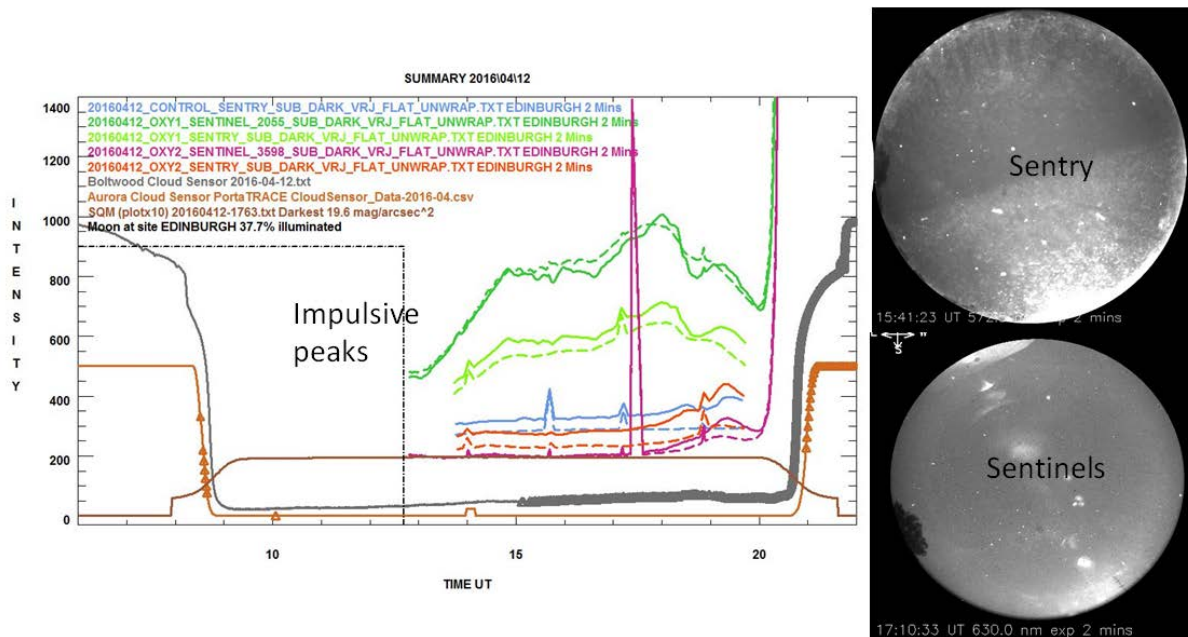 SUMMARY 2016\04\12
INTENSITY
1400
1200
1000
800
600
400
200
0
20160412_CONTROL_SENTRY_SUB_DARK_VRJ_FLAT_UNWRAP.TXT EDINBURGH 2 Mins
20160412_OXY1_SENTINEL_2055_SUB_DARK_VRJ_FLAT_UNWRAP.TXT EDINBURGH 2 Mins
20160412_OXY1_SENTRY_SUB_DARK_VRJ_FLAT_UNWRAP.TXT EDINBURGH 2 Mins
20160412_OXY2_SENTINEL_3598_SUB_DARK_VRJ_FLAT_UNWRAP.TXT EDINBURGH 2 Mins
20160412_OXY2_SENTRY_SUB_DARK_VRJ_FLAT_UNWRAP.TXT EDINBURGH 2 Mins
Boltwood Cloud Sensor 2016-04-12.txt
Aurora Cloud Sensor PortaTRACE CloudSensor_Data-2016-04.csv
SQM (plotx10) 20160412-1763.txt Darkest 19.6 mag/arcsec^2
Moon at site EDINBURGH 37.7% illuminated
Impulsive
peaks
10
15
20
TIME UT
Sentry
15:41:23 UT 572. exp 2 mins
S
Sentinels
17:10:33 UT 630.0 nm exp 2 mins